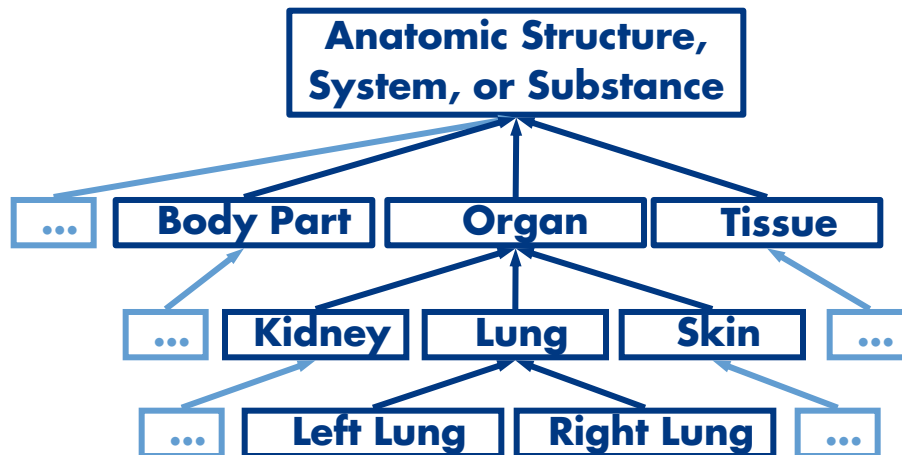 Anatomic Structure,
System, or Substance
... Body Part Organ Tissue
... Kidney Lung Skin ...
... Left Lung Right Lung ...